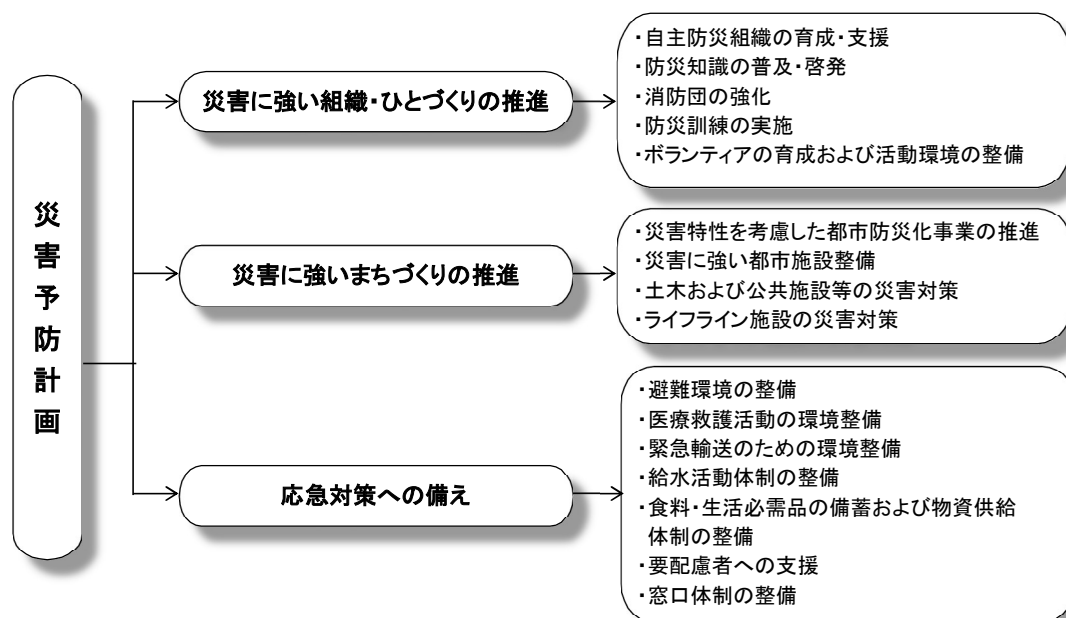 災害予防計画
災害に強い組織・ひとづくりの推進
・自主防災組織の育成・支援
・防災知識の普及・啓発
・消防団の強化
・防災訓練の実施
・ボランティアの育成および活動環境の整備
災害に強いまちづくりの推進
・災害特性を考慮した都市防災化事業の推進
・災害に強い都市施設整備
・土木および公共施設等の災害対策
・ライフライン施設の災害対策
応急対策への備え
・避難環境の整備
・医療救護活動の環境整備
・緊急輸送のための環境整備
・給水活動体制の整備
・食料・生活必需品の備蓄および物資供給
体制の整備
・要配慮者への支援
・窓口体制の整備